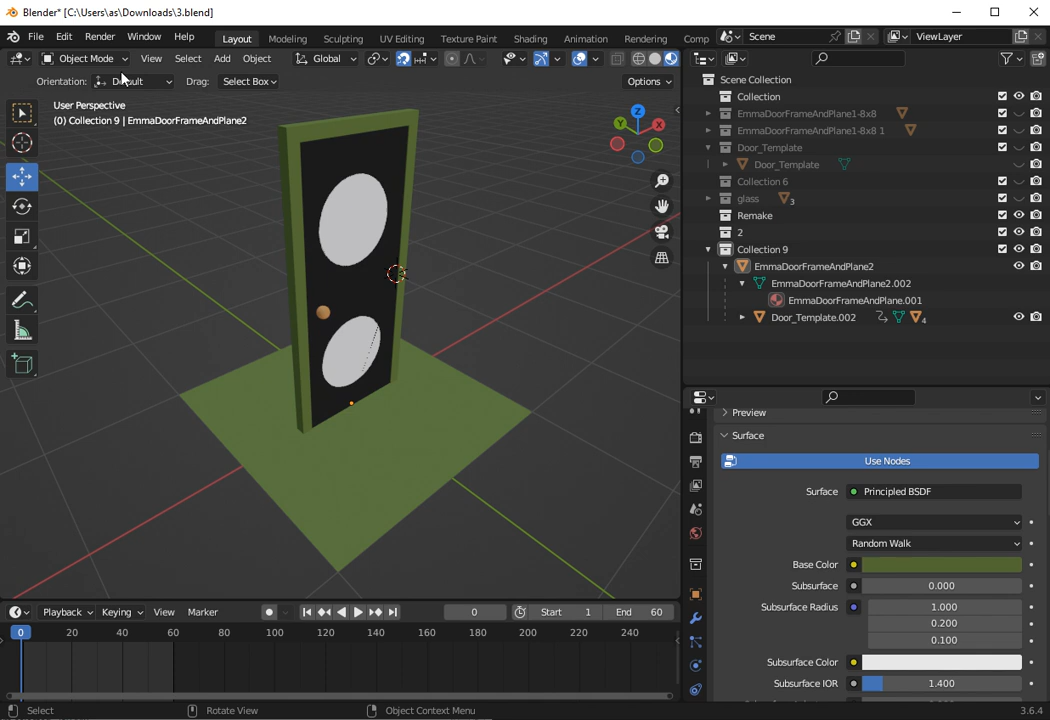 Blender* [C:\Users\as\Downloads\3.blend]
File Edit Render Window Help Layout Modeling Sculpting UV Editing Texture Paint Shading Animation Rendering Comp Scene ViewLayer
Object Mode View Select Add Object Global
Orientation: Default Drag: Select Box Options
User Perspective
(0) Collection 9 | EmmaDoorFrameAndPlane2
Z
Y
X
Scene Collection
Collection
EmmaDoorFrameAndPlane1-8x8
EmmaDoorFrameAndPlane1-8x8 1
Door_Template
Door_Template
Collection 6
glass 3
Remake
2
Collection 9
EmmaDoorFrameAndPlane2
EmmaDoorFrameAndPlane2.002
EmmaDoorFrameAndPlane.001
Door_Template.002 4
Preview
Surface
Use Nodes
Surface Principled BSDF
GGX
Random Walk
Base Color
Subsurface 0.000
Subsurface Radius 1.000
0.200
0.100
Subsurface Color
Subsurface IOR 1.400
Playback Keying View Marker 0 Start 1 End 60
0 20 40 60 80 100 120 140 160 180 200 220 240
Select Rotate View Object Context Menu 3.6.4